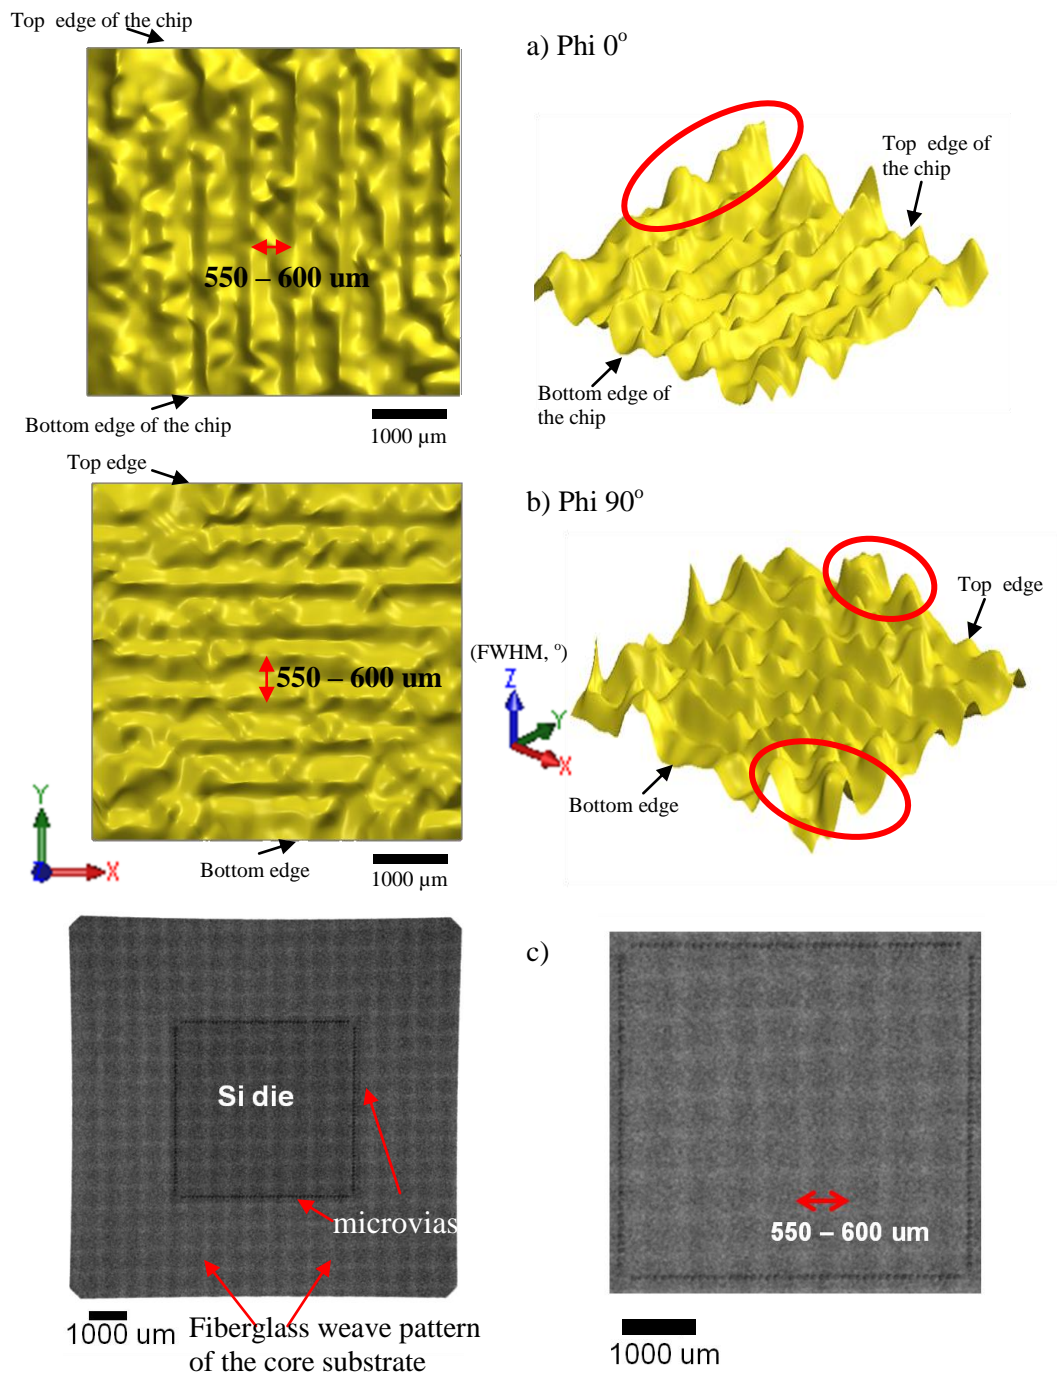 Top edge of the chip
a) Phi 0°
Top edge of
the chip
550 – 600 um
Bottom edge of the chip
1000 µm
Bottom edge of
the chip
Top edge
b) Phi 90°
Top edge
(FWHM, °)
550 – 600 um
Z
Y
X
Bottom edge
Y
X
Bottom edge
1000 µm
c)
Si die
microvias
550 – 600 um
1000 um
Fiberglass weave pattern
of the core substrate
1000 um